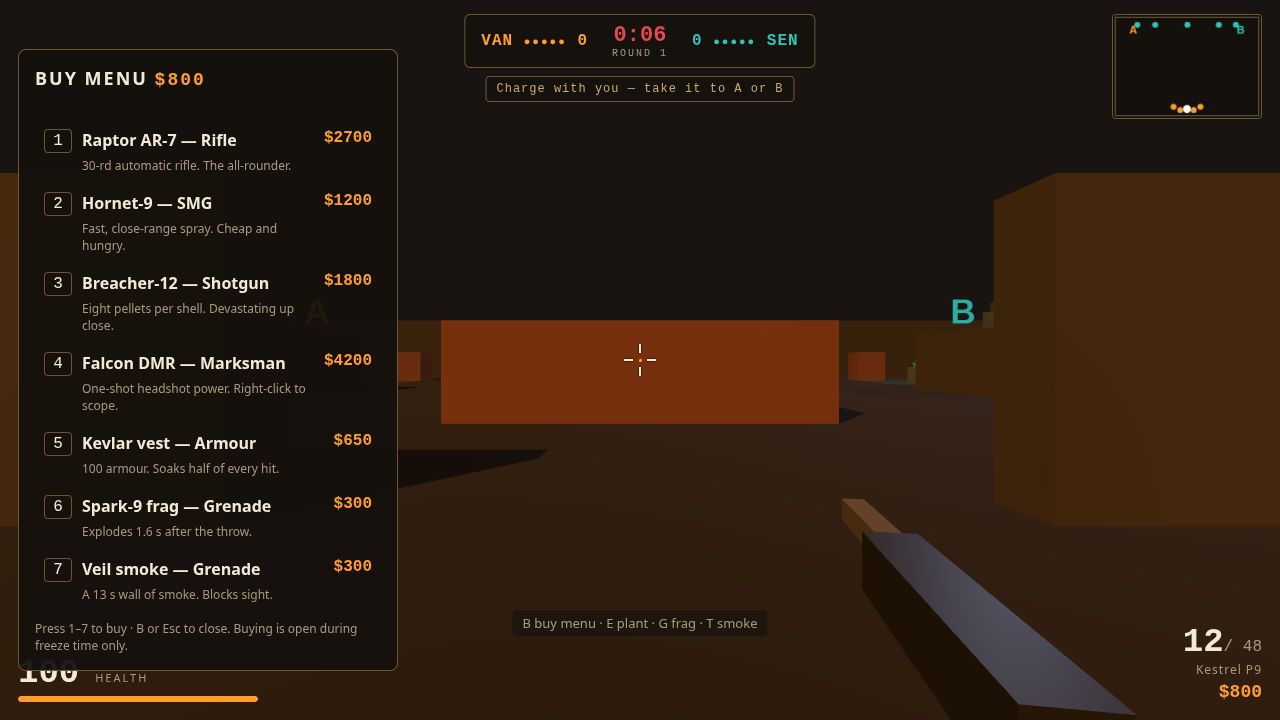 VAN ••••• 0
0:06
ROUND 1
0 ••••• SEN
Charge with you — take it to A or B
A
B
BUY MENU $800
1 Raptor AR-7 — Rifle $2700
30-rd automatic rifle. The all-rounder.
2 Hornet-9 — SMG $1200
Fast, close-range spray. Cheap and
hungry.
3 Breacher-12 — Shotgun $1800
Eight pellets per shell. Devastating up
close.
4 Falcon DMR — Marksman $4200
One-shot headshot power. Right-click to
scope.
5 Kevlar vest — Armour $650
100 armour. Soaks half of every hit.
6 Spark-9 frag — Grenade $300
Explodes 1.6 s after the throw.
7 Veil smoke — Grenade $300
A 13 s wall of smoke. Blocks sight.
Press 1–7 to buy · B or Esc to close. Buying is open during
freeze time only.
A
B
B buy menu · E plant · G frag · T smoke
100 HEALTH
12 / 48
Kestrel P9
$800